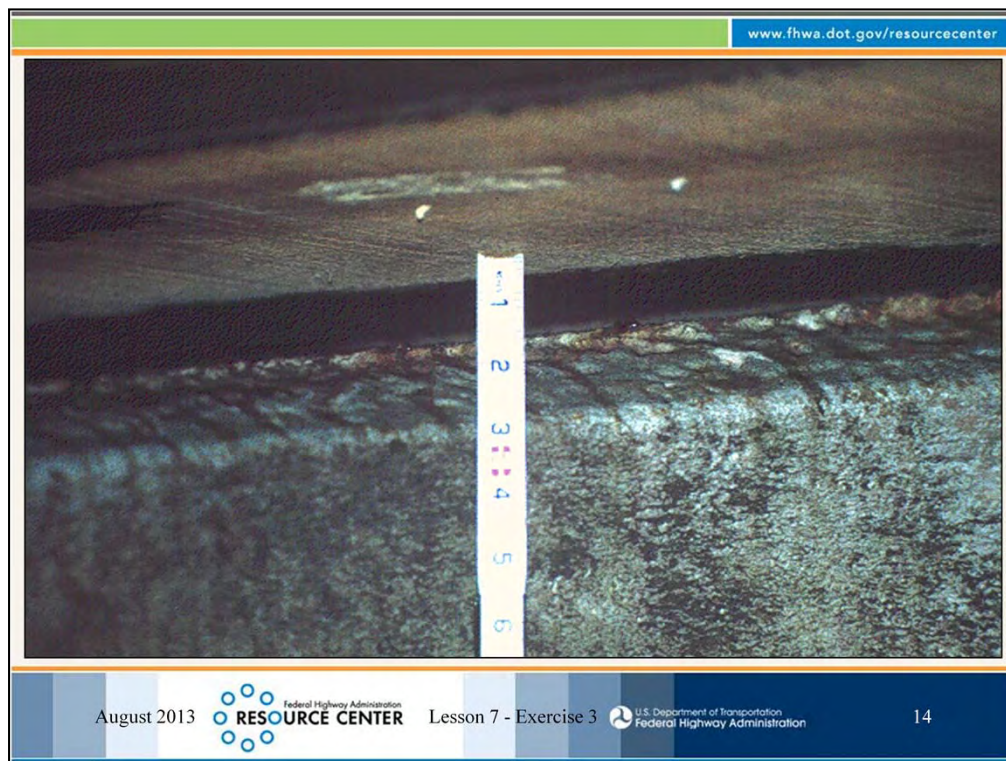 www.fhwa.dot.gov/resourcecenter
1
2
3
4
5
6
August 2013
Federal Highway Administration
RESOURCE CENTER
Lesson 7 - Exercise 3
U.S. Department of Transportation
Federal Highway Administration
14